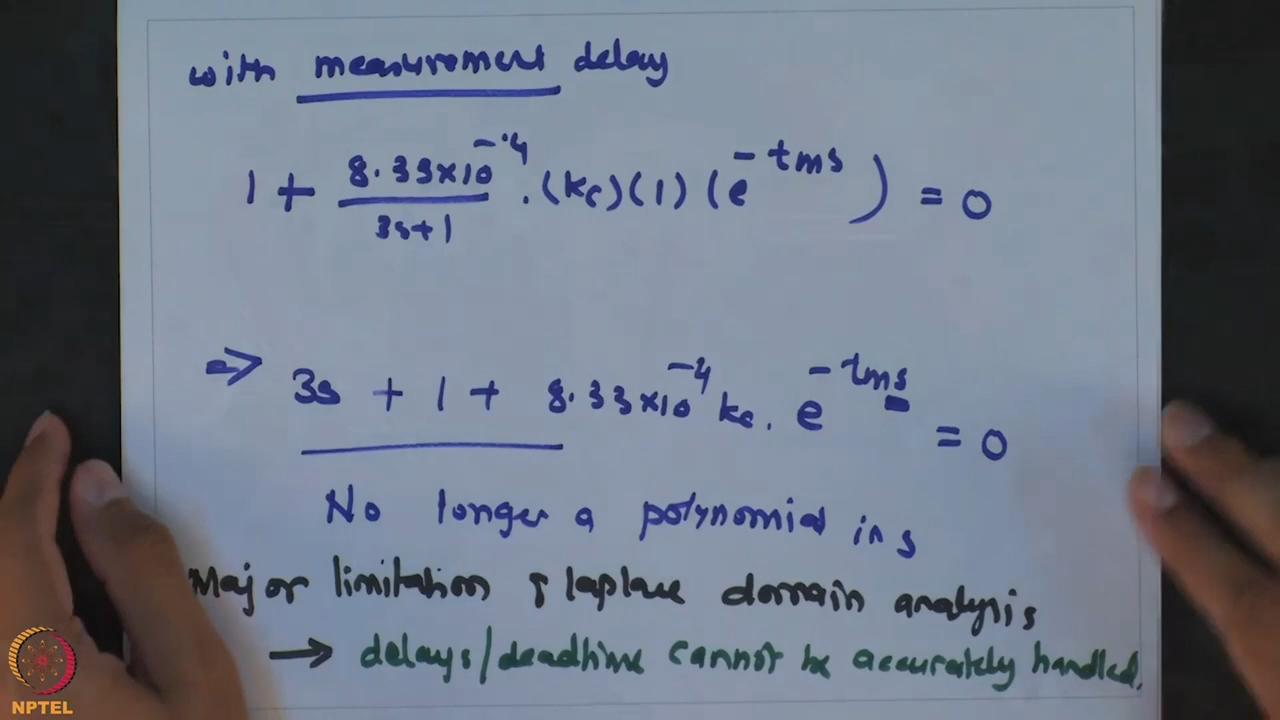 with measurement delay
1 + 8.33×10^-4 / 3s+1 . (Kc)(1)(e^-tms) = 0
⇒ 3s + 1 + 8.33×10^-4 Kc . e^-tms = 0
No longer a polynomial in s
Major limitation of laplace domain analysis
→ delays/deadtime cannot be accurately handled.
NPTEL